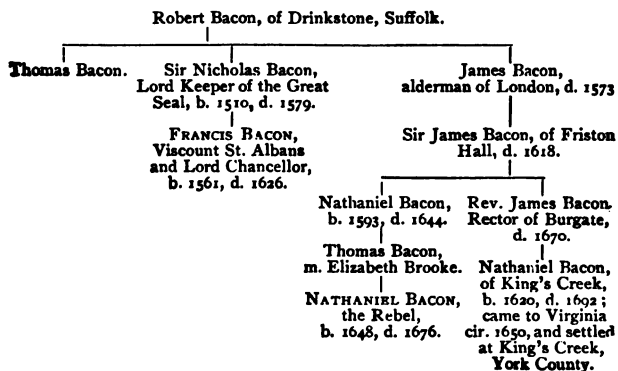 Robert Bacon, of Drinkstone, Suffolk.
Thomas Bacon.
Sir Nicholas Bacon,
Lord Keeper of the Great
Seal, b. 1510, d. 1579.
James Bacon,
alderman of London, d. 1573
FRANCIS BACON,
Viscount St. Albans
and Lord Chancellor,
b. 1561, d. 1626.
Sir James Bacon, of Friston
Hall, d. 1618.
Nathaniel Bacon,
b. 1593, d. 1644.
Rev. James Bacon,
Rector of Burgate,
d. 1670.
Thomas Bacon,
m. Elizabeth Brooke.
NATHANIEL BACON,
the Rebel,
b. 1648, d. 1676.
Nathaniel Bacon,
of King's Creek,
b. 1620, d. 1692 ;
came to Virginia
cir. 1650, and settled
at King's Creek,
York County.